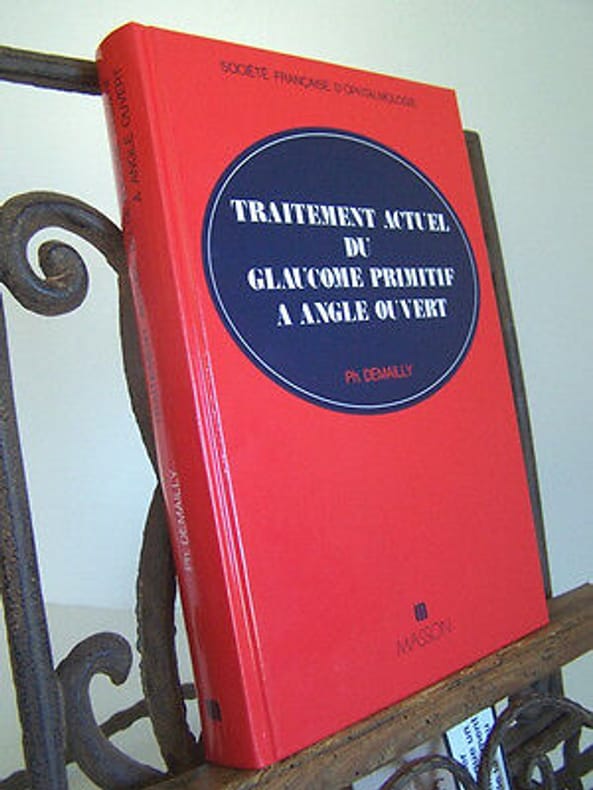 SOCIÉTÉ FRANÇAISE D'OPHTALMOLOGIE
TRAITEMENT ACTUEL
DU
GLAUCOME PRIMITIF
A ANGLE OUVERT
Ph. DEMAILLY
MASSON
A ANGLE OUVERT
Ph. DEMAILLY